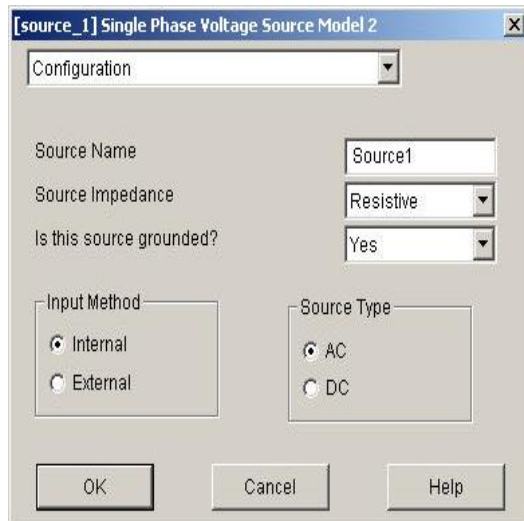 [source_1] Single Phase Voltage Source Model 2
Configuration
Source Name
Source1
Source Impedance
Resistive
Is this source grounded?
Yes
Input Method
Internal
External
Source Type
AC
DC
OK
Cancel
Help